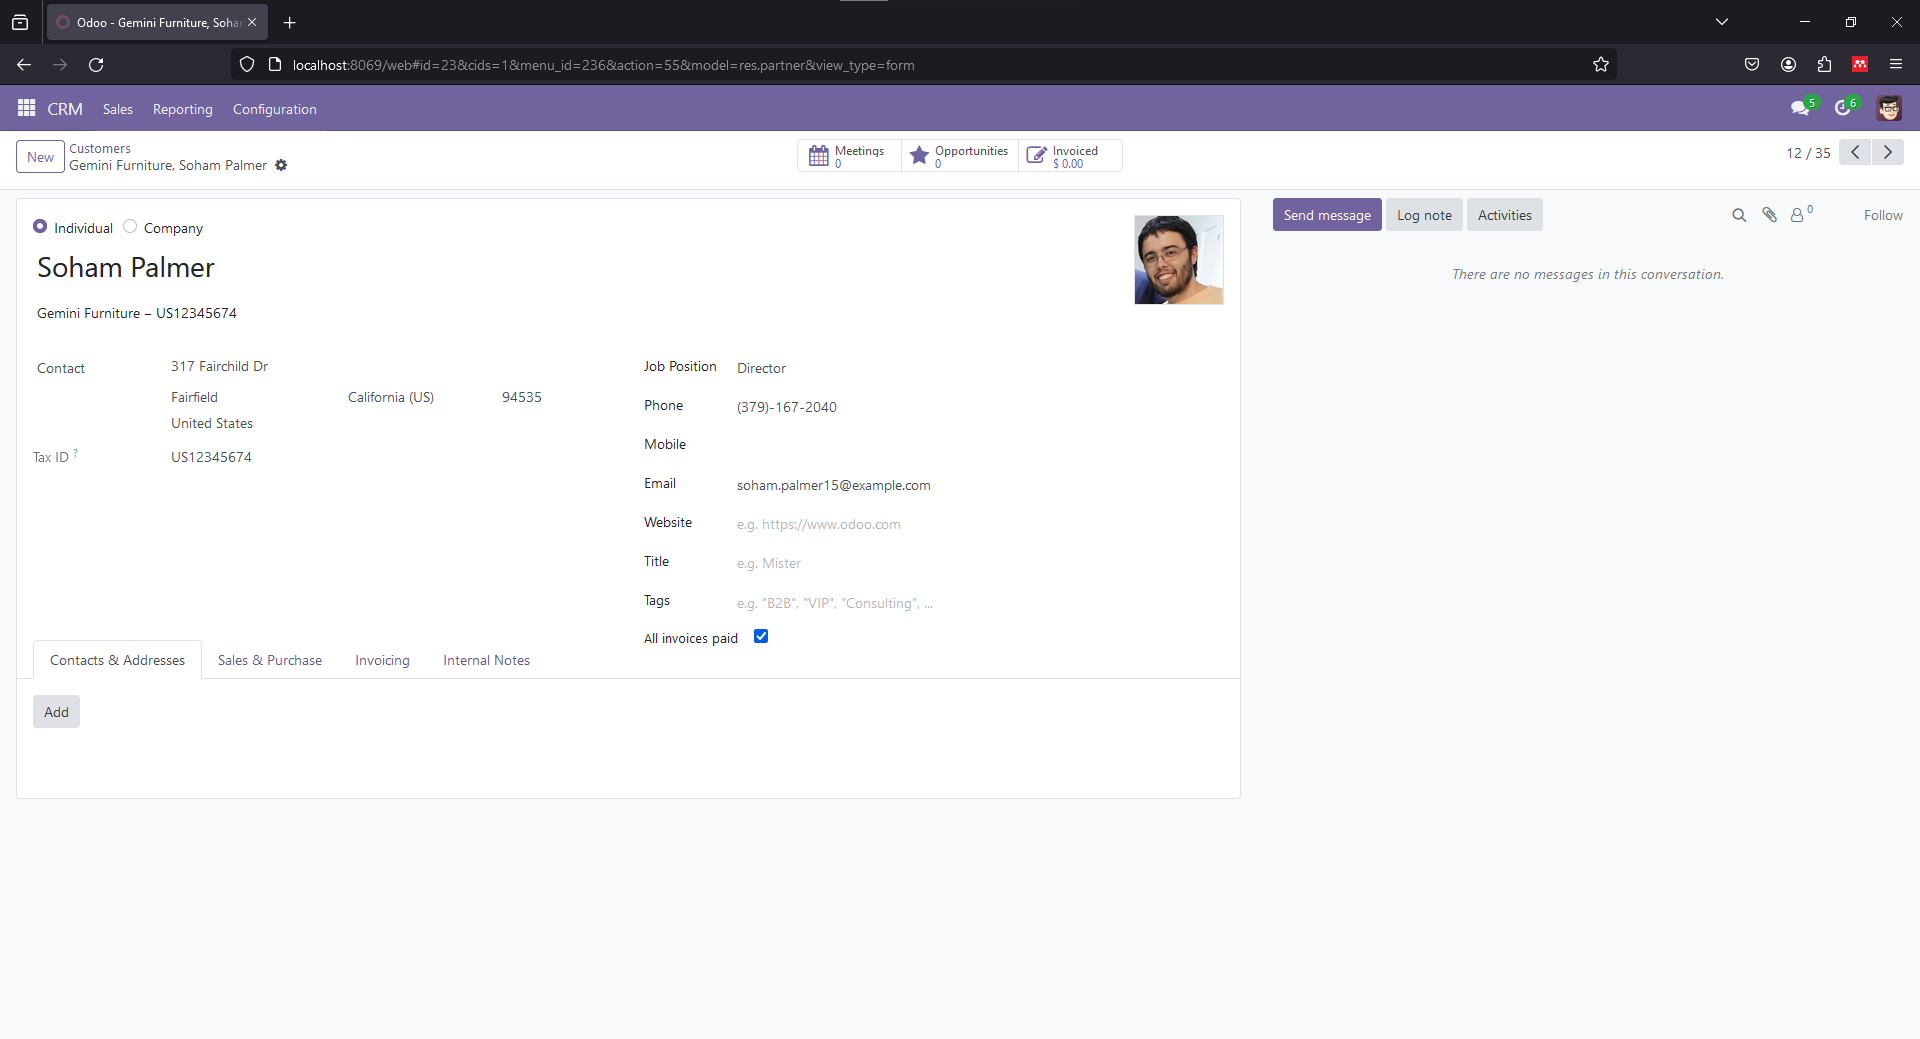 Odoo - Gemini Furniture, Soha
localhost:8069/web#id=23&cids=1&menu_id=236&action=55&model=res.partner&view_type=form
CRM Sales Reporting Configuration 5 6
New Customers
Gemini Furniture, Soham Palmer
Meetings 0
Opportunities 0
Invoiced $ 0.00
12 / 35
Individual Company
Soham Palmer
Gemini Furniture – US12345674
Contact 317 Fairchild Dr
Fairfield California (US) 94535
United States
Tax ID ? US12345674
Job Position Director
Phone (379)-167-2040
Mobile
Email soham.palmer15@example.com
Website e.g. https://www.odoo.com
Title e.g. Mister
Tags e.g. "B2B", "VIP", "Consulting", ...
All invoices paid
Contacts & Addresses Sales & Purchase Invoicing Internal Notes
Add
Send message Log note Activities 0 Follow
There are no messages in this conversation.